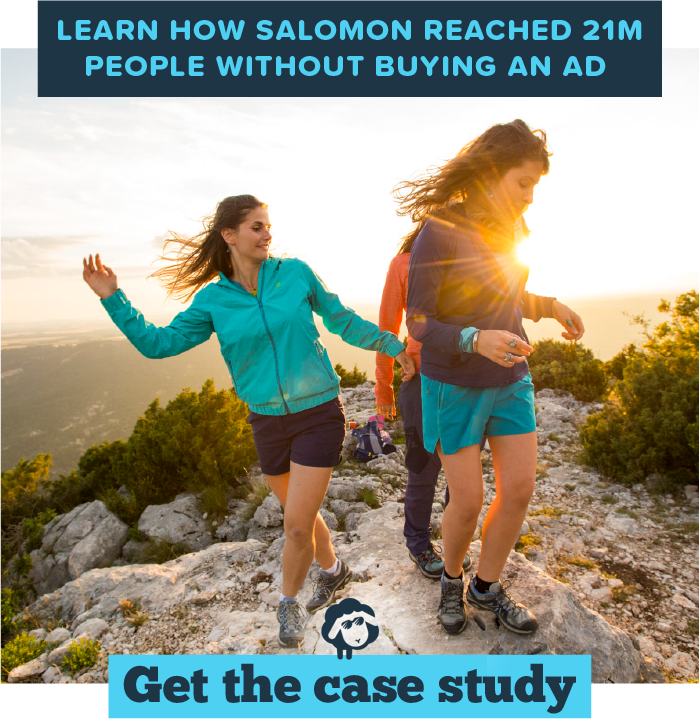 LEARN HOW SALOMON REACHED 21M
PEOPLE WITHOUT BUYING AN AD
Get the case study